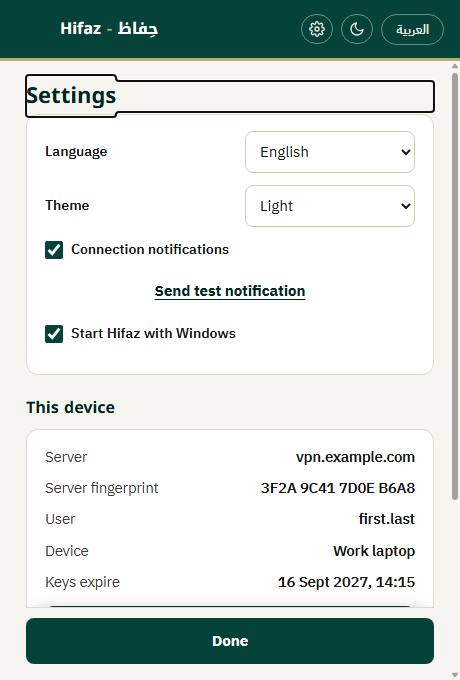 Hifaz - حِفاظ
العربية
Settings
Language English
Theme Light
Connection notifications
Send test notification
Start Hifaz with Windows
This device
Server vpn.example.com
Server fingerprint 3F2A 9C41 7D0E B6A8
User first.last
Device Work laptop
Keys expire 16 Sept 2027, 14:15
Done